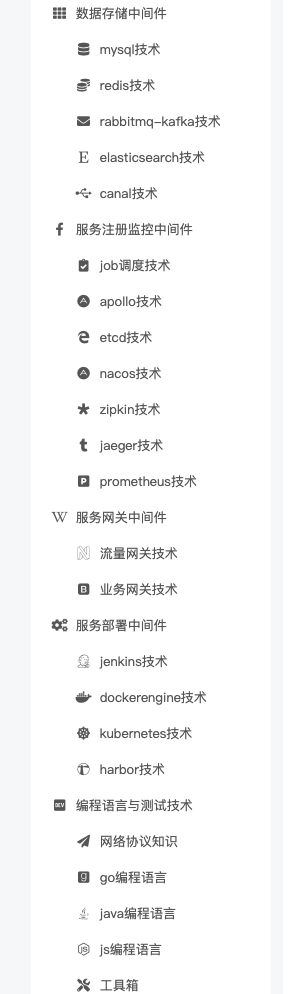 数据存储中间件
mysql技术
redis技术
rabbitmq-kafka技术
elasticsearch技术
canal技术
服务注册监控中间件
job调度技术
apollo技术
etcd技术
nacos技术
zipkin技术
jaeger技术
prometheus技术
服务网关中间件
流量网关技术
业务网关技术
服务部署中间件
jenkins技术
dockerengine技术
kubernetes技术
harbor技术
编程语言与测试技术
网络协议知识
go编程语言
java编程语言
js编程语言
工具箱